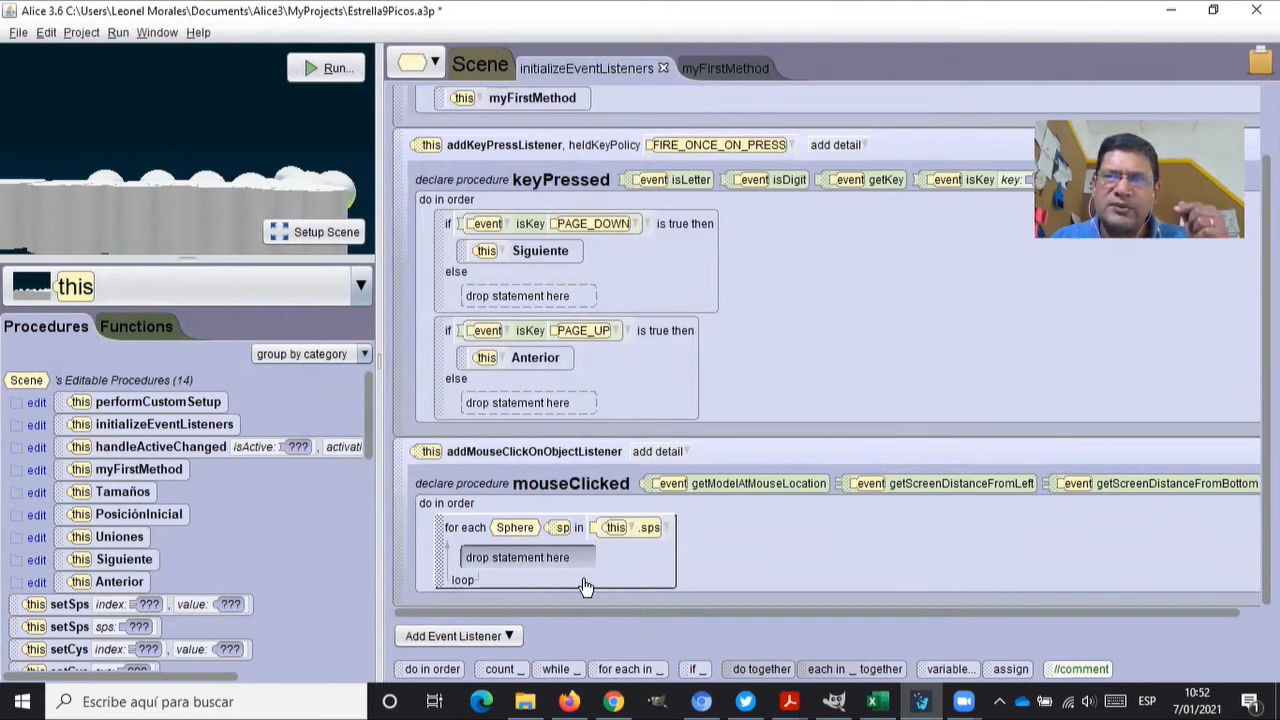 Alice 3.6 C:\Users\Leonel Morales\Documents\Alice3\MyProjects\Estrella9Picos.a3p *
File Edit Project Run Window Help
Run...
Setup Scene
this
Procedures Functions
group by category
Scene 's Editable Procedures (14)
edit this performCustomSetup
edit this initializeEventListeners
edit this handleActiveChanged isActive: ??? , activati
edit this myFirstMethod
edit this Tamaños
edit this PosiciónInicial
edit this Uniones
edit this Siguiente
edit this Anterior
this setSps index: ??? , value: ???
this setSps sps: ???
this setCys index: ??? , value: ???
Scene initializeEventListeners myFirstMethod
this myFirstMethod
this addKeyPressListener, heldKeyPolicy FIRE_ONCE_ON_PRESS add detail
declare procedure keyPressed event isLetter event isDigit event getKey event isKey key:
do in order
if event isKey PAGE_DOWN is true then
this Siguiente
else
drop statement here
if event isKey PAGE_UP is true then
this Anterior
else
drop statement here
this addMouseClickOnObjectListener add detail
declare procedure mouseClicked event getModelAtMouseLocation event getScreenDistanceFromLeft event getScreenDistanceFromBottom
do in order
for each Sphere sp in this .sps
drop statement here
loop
Add Event Listener
do in order count _ while _ for each in _ if _ do together each in _ together variable... assign //comment
Escribe aquí para buscar
ESP
10:52
7/01/2021